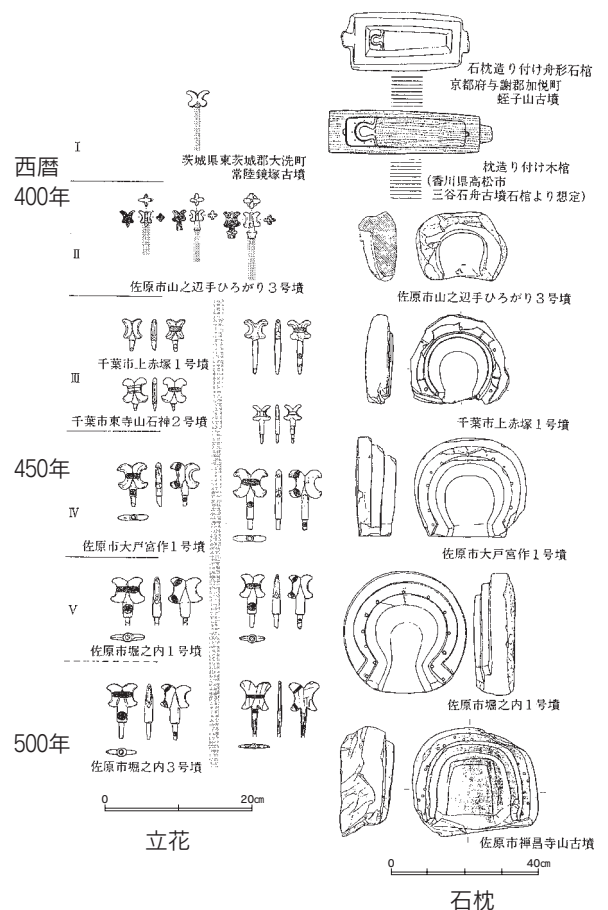 石枕造り付け舟形石棺
京都府与謝郡加悦町
蛭子山古墳
Ⅰ
茨城県東茨城郡大洗町
常陸鏡塚古墳
枕造り付け木棺
(香川県高松市
三谷石舟古墳石棺より想定)
西暦
400年
Ⅱ
佐原市山之辺手ひろがり3号墳
佐原市山之辺手ひろがり3号墳
千葉市上赤塚1号墳
Ⅲ
千葉市東寺山石神2号墳
千葉市上赤塚1号墳
450年
Ⅳ
佐原市大戸宮作1号墳
佐原市大戸宮作1号墳
Ⅴ
佐原市堀之内1号墳
佐原市堀之内1号墳
500年
佐原市堀之内3号墳
佐原市禅昌寺山古墳
0 20㎝
立花
0 40㎝
石枕